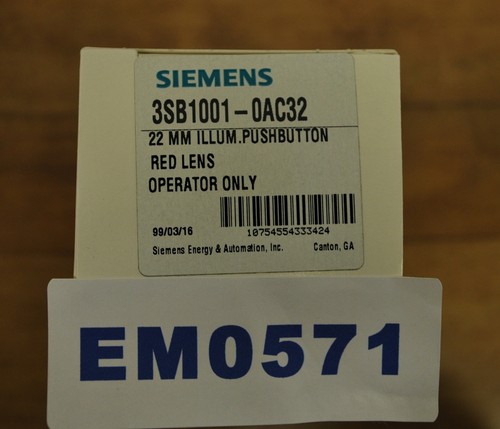 SIEMENS
3SB1001-0AC32
22 MM ILLUM.PUSHBUTTON
RED LENS
OPERATOR ONLY
99/03/16 10754554333424
Siemens Energy & Automation, Inc. Canton, GA
EM0571